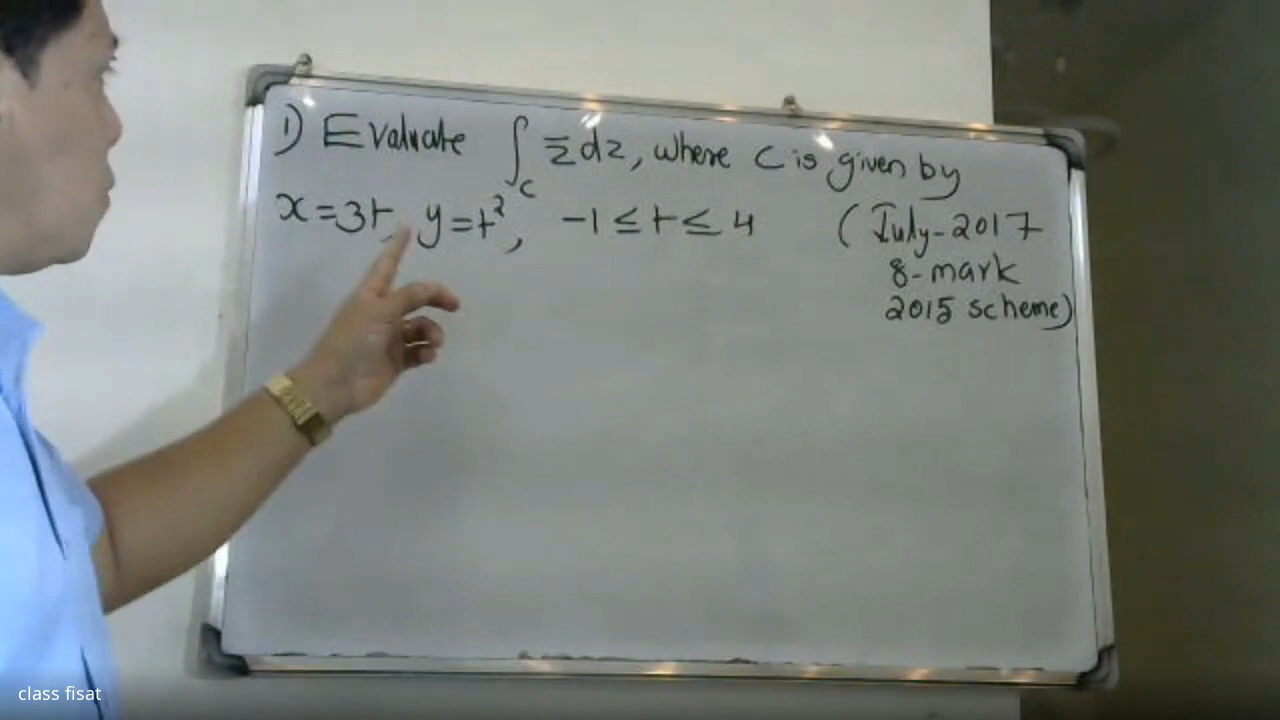 1) Evaluate ∫_C z̅ dz, where C is given by
x=3t, y=t², -1 ≤ t ≤ 4
(July-2017
8-mark
2015 scheme)
class fisat